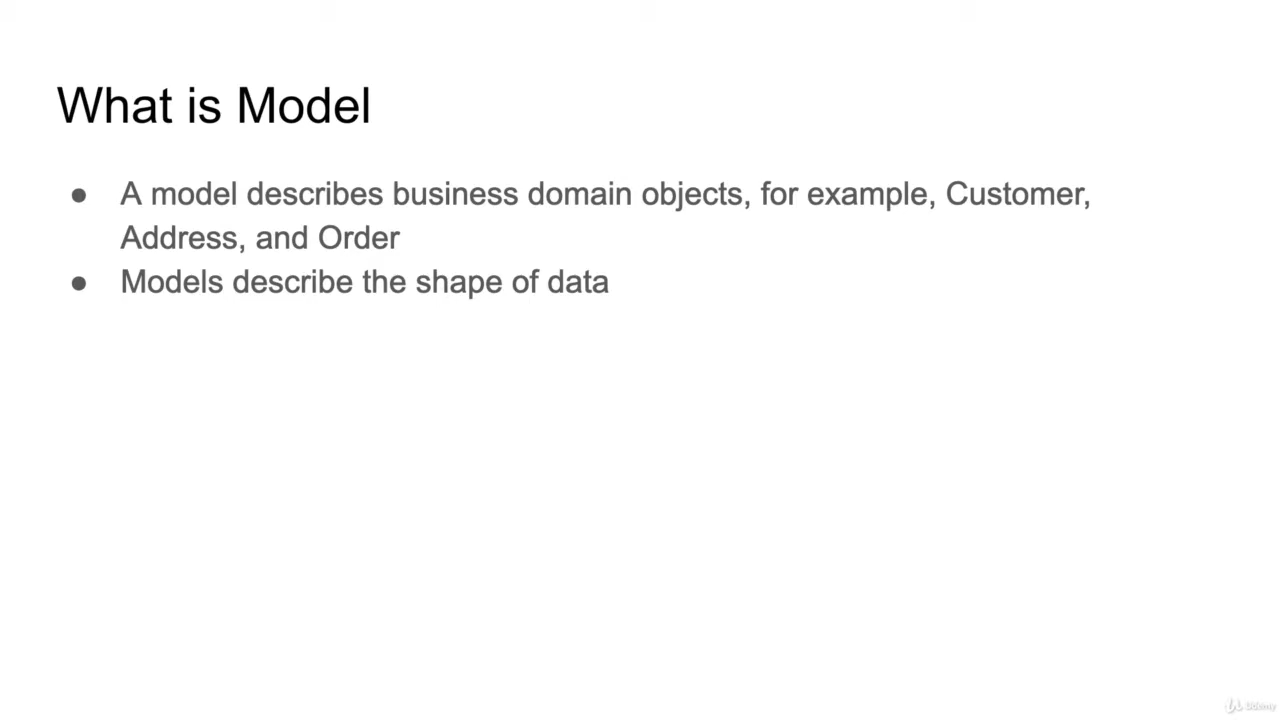 What is Model
● A model describes business domain objects, for example, Customer,
Address, and Order
● Models describe the shape of data
Udemy